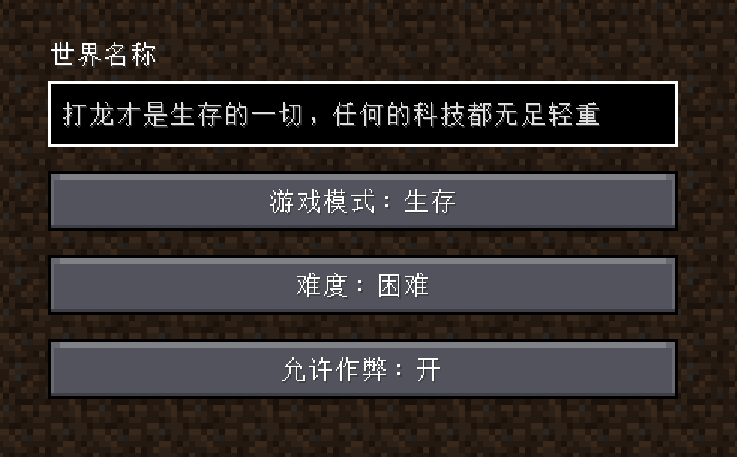 世界名称
打龙才是生存的一切，任何的科技都无足轻重
游戏模式：生存
难度：困难
允许作弊：开